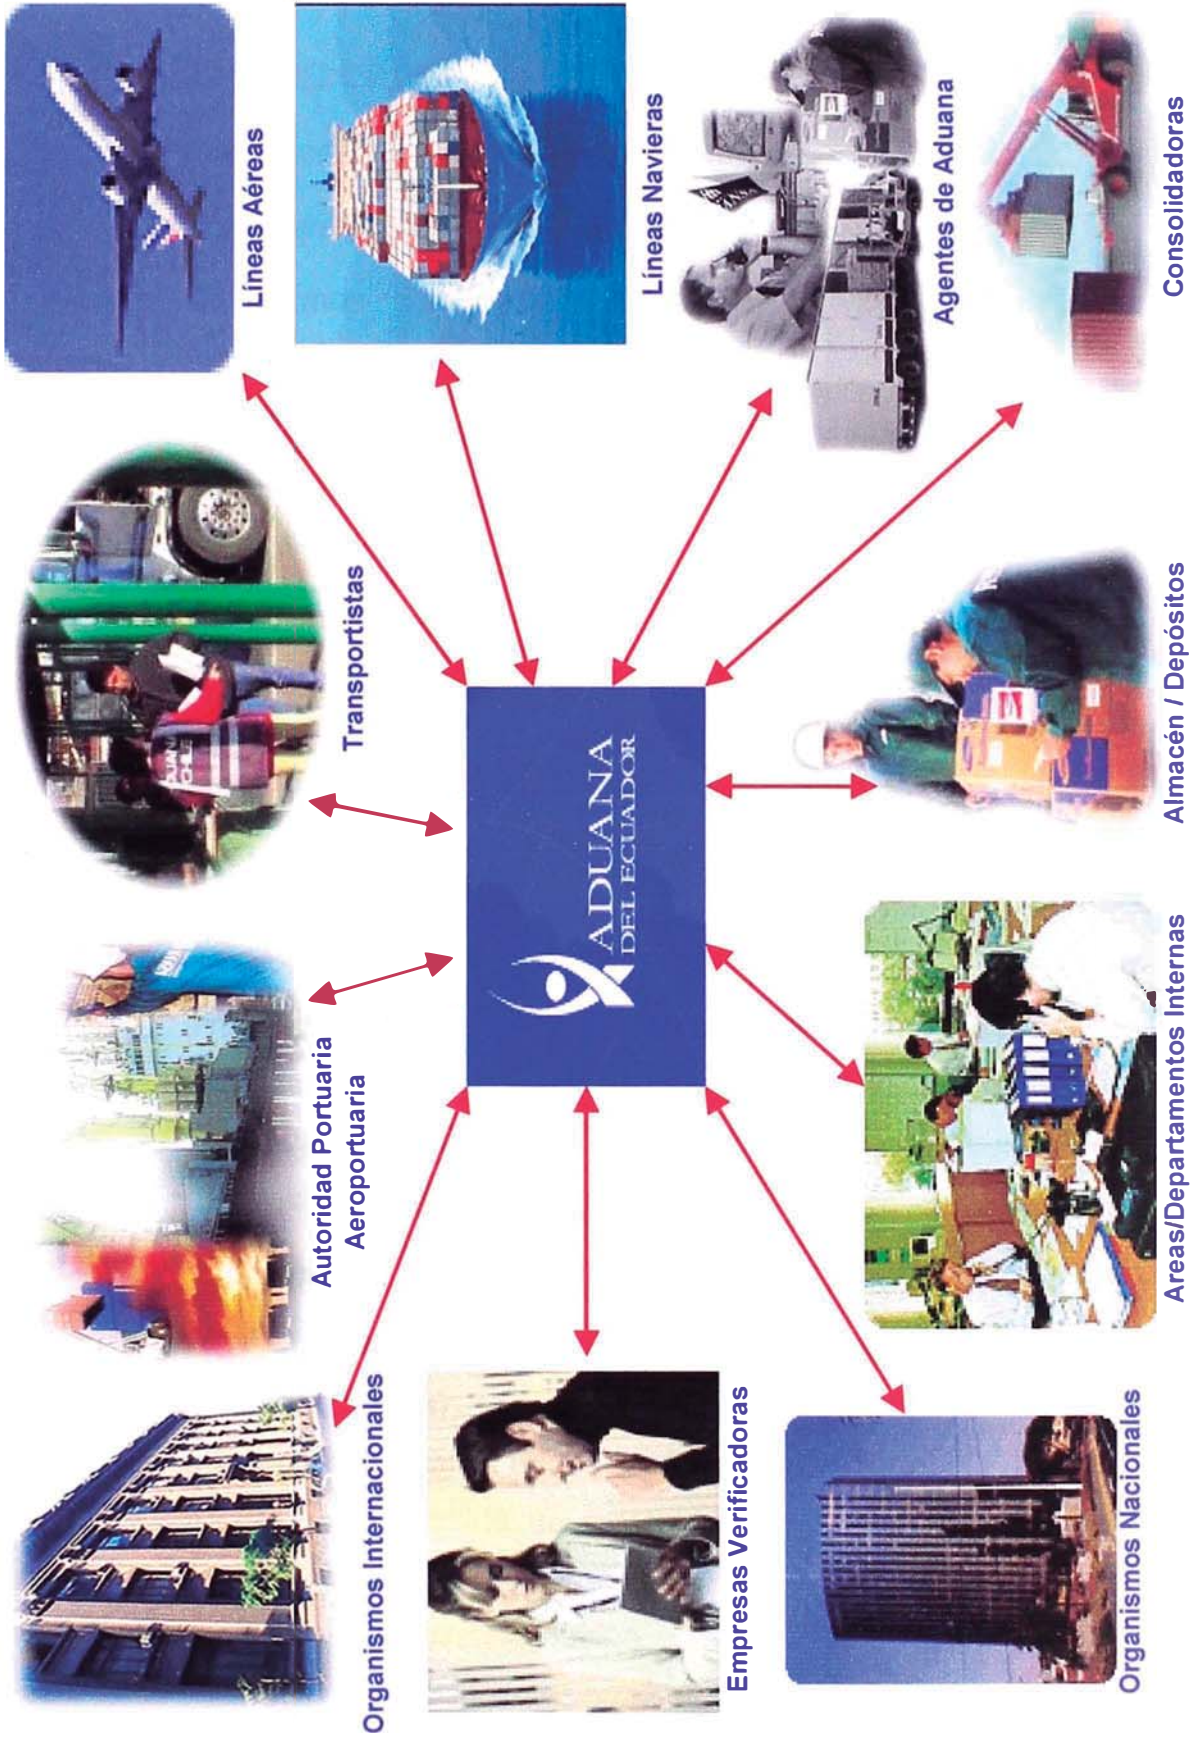 Organismos Internacionales
Autoridad Portuaria
Aeroportuaria
Transportistas
Líneas Aéreas
Empresas Verificadoras
ADUANA
DEL ECUADOR
Líneas Navieras
Organismos Nacionales
Agentes de Aduana
Areas/Departamentos Internas
Almacén / Depósitos
Consolidadoras